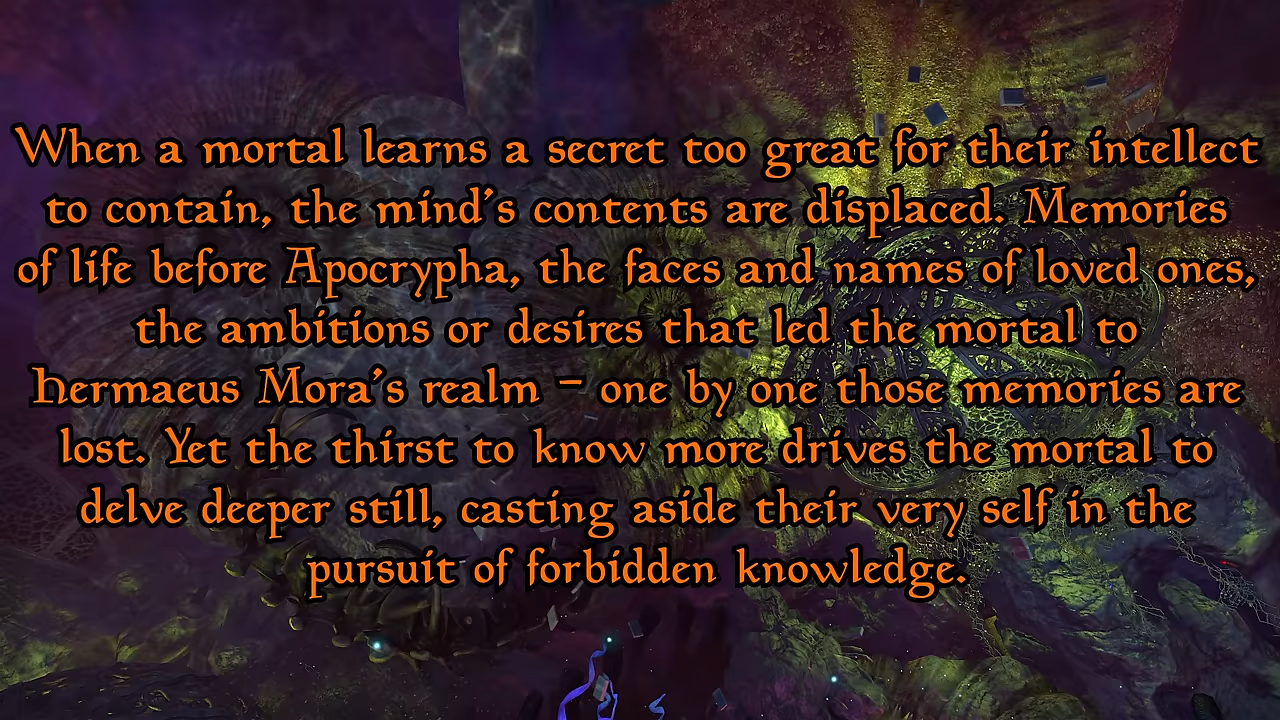 When a mortal learns a secret too great for their intellect
to contain, the mind's contents are displaced. Memories
of life before Apocrypha, the faces and names of loved ones,
the ambitions or desires that led the mortal to
Hermaeus Mora's realm – one by one those memories are
lost. Yet the thirst to know more drives the mortal to
delve deeper still, casting aside their very self in the
pursuit of forbidden knowledge.